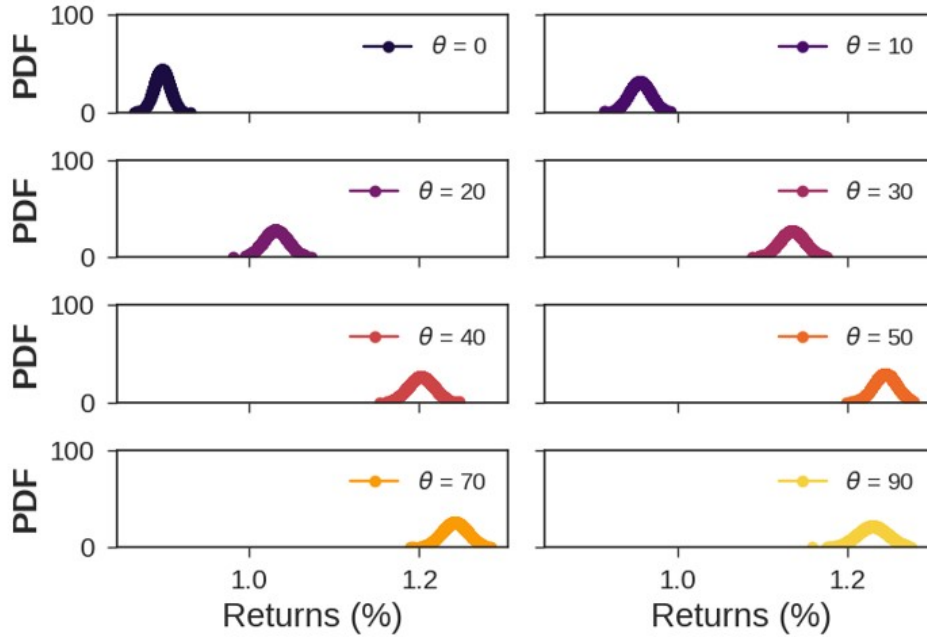 PDF
100
0
θ = 0
θ = 10
PDF
100
0
θ = 20
θ = 30
PDF
100
0
θ = 40
θ = 50
PDF
100
0
θ = 70
θ = 90
1.0 1.2
1.0 1.2
Returns (%)
Returns (%)